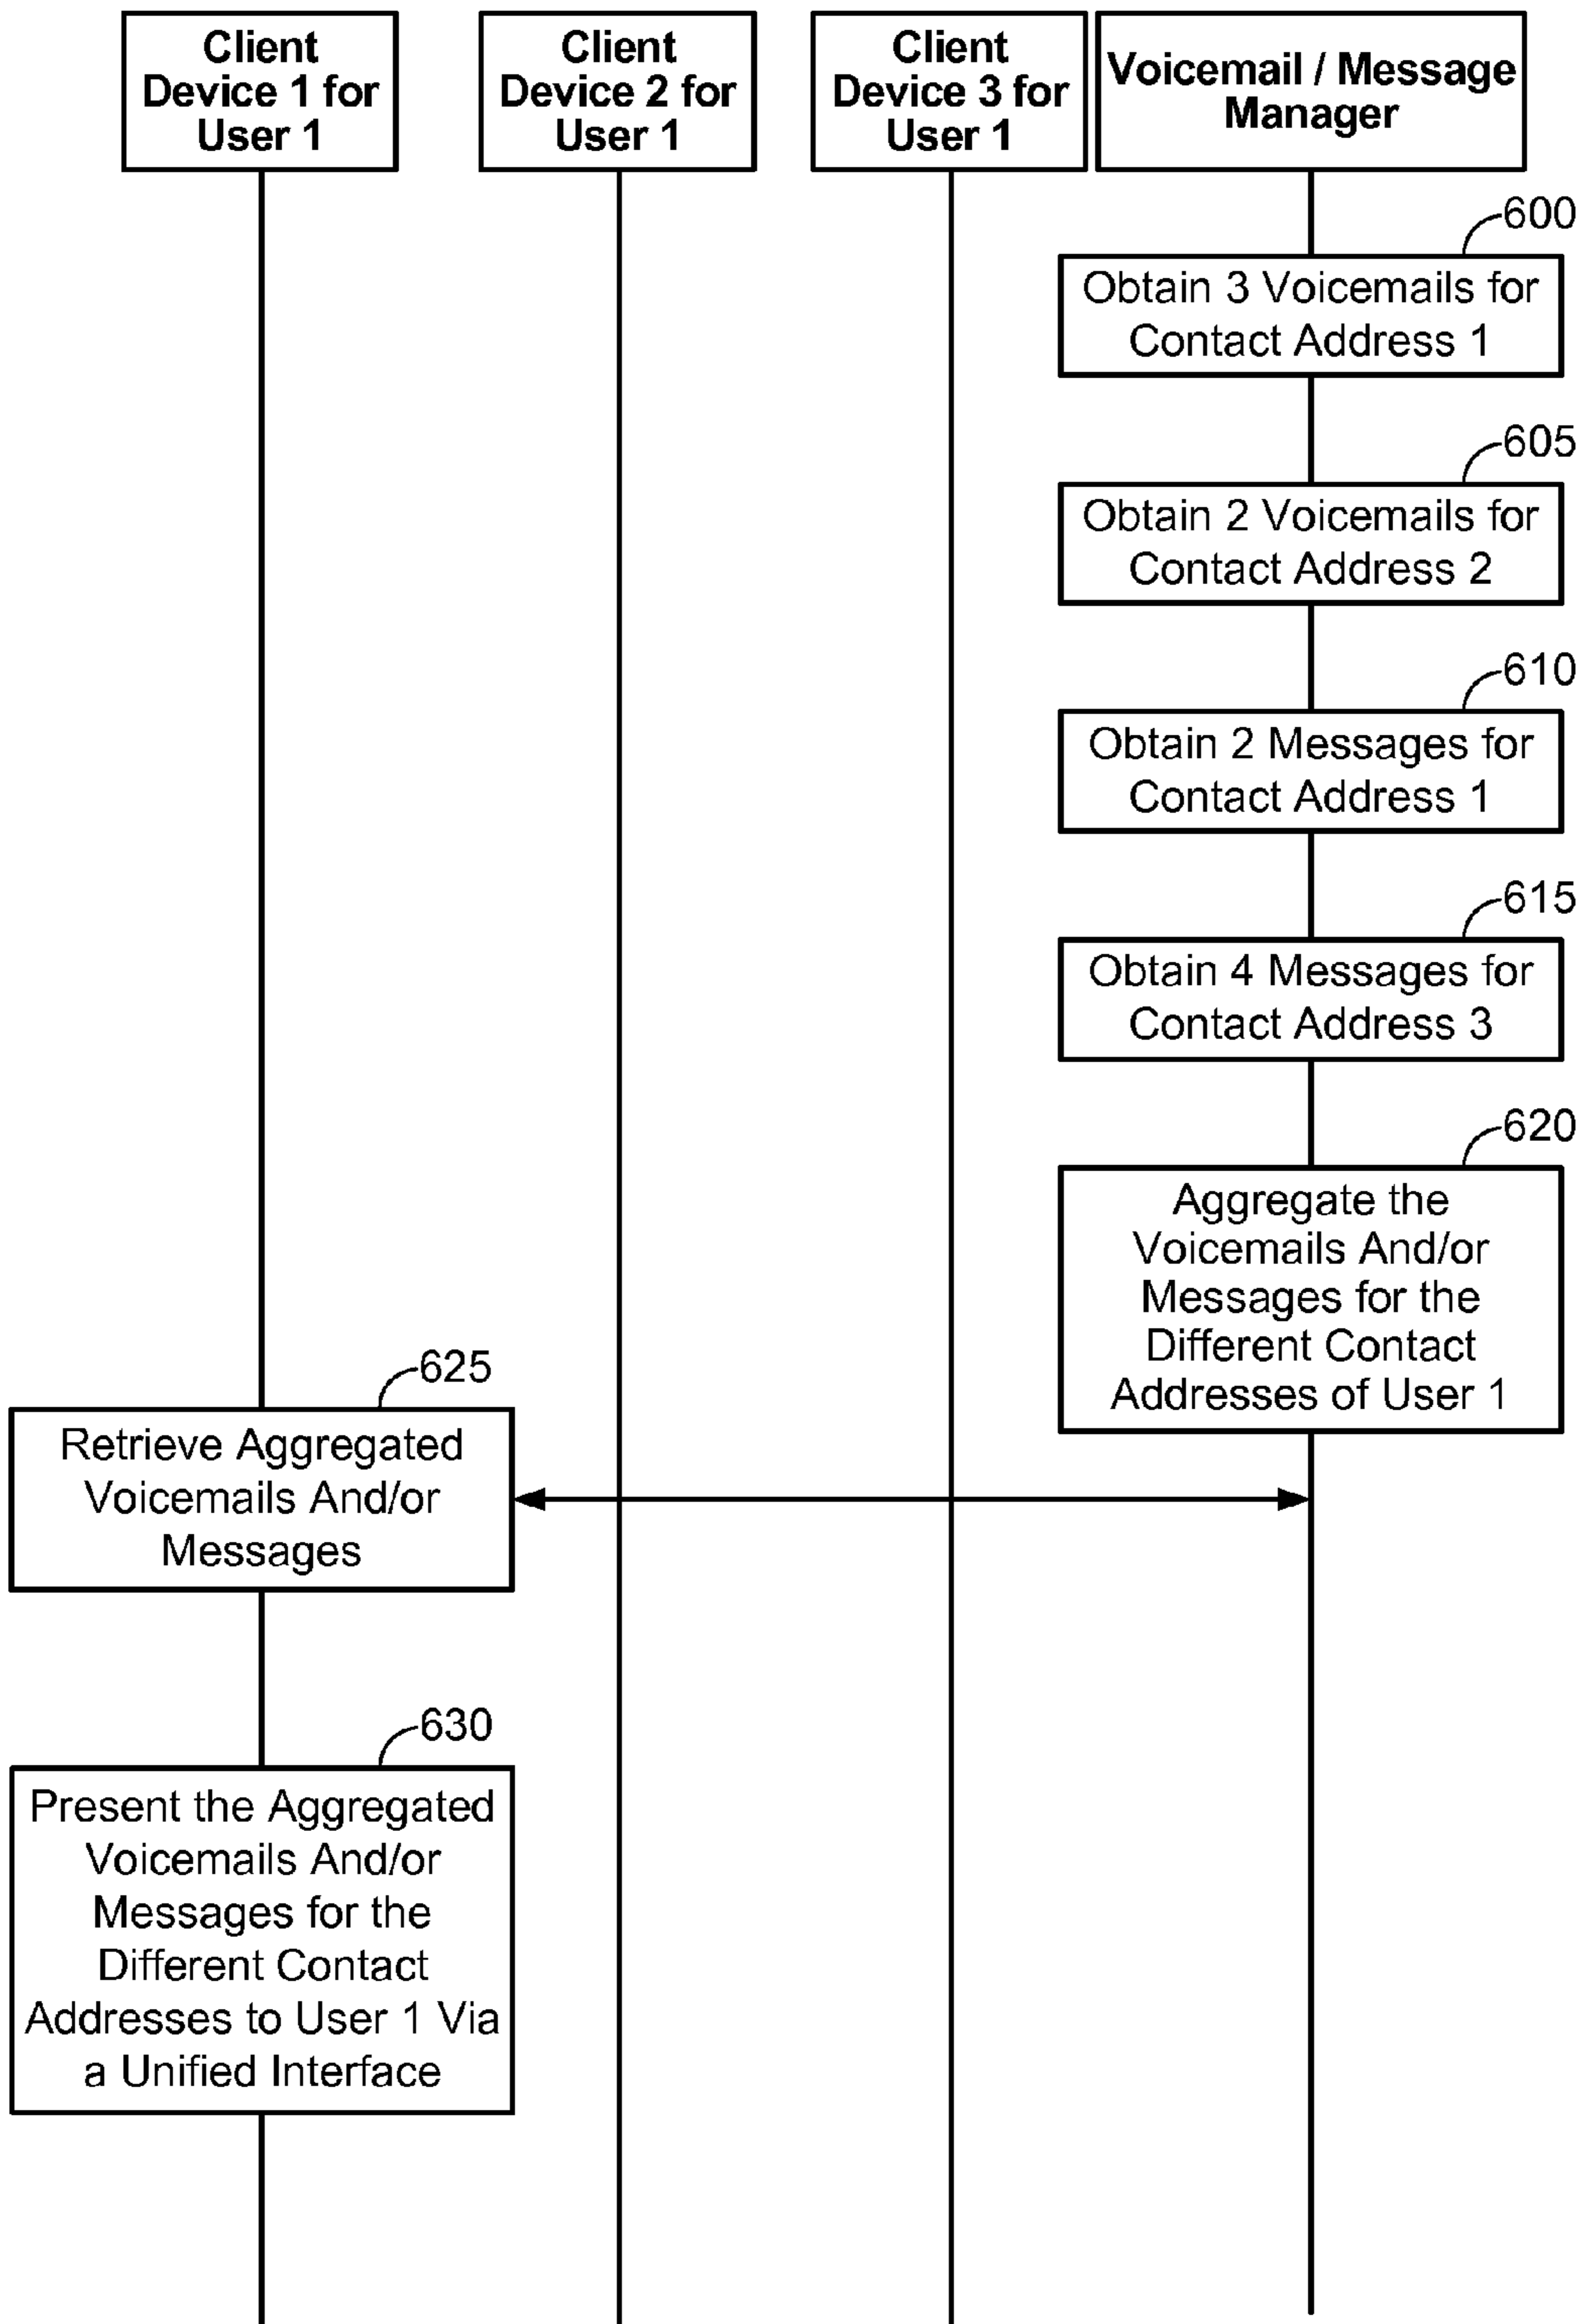 Client
Device 1 for
User 1
Client
Device 2 for
User 1
Client
Device 3 for
User 1
Voicemail / Message
Manager
600
Obtain 3 Voicemails for
Contact Address 1
605
Obtain 2 Voicemails for
Contact Address 2
610
Obtain 2 Messages for
Contact Address 1
615
Obtain 4 Messages for
Contact Address 3
620
Aggregate the
Voicemails And/or
Messages for the
Different Contact
Addresses of User 1
625
Retrieve Aggregated
Voicemails And/or
Messages
630
Present the Aggregated
Voicemails And/or
Messages for the
Different Contact
Addresses to User 1 Via
a Unified Interface